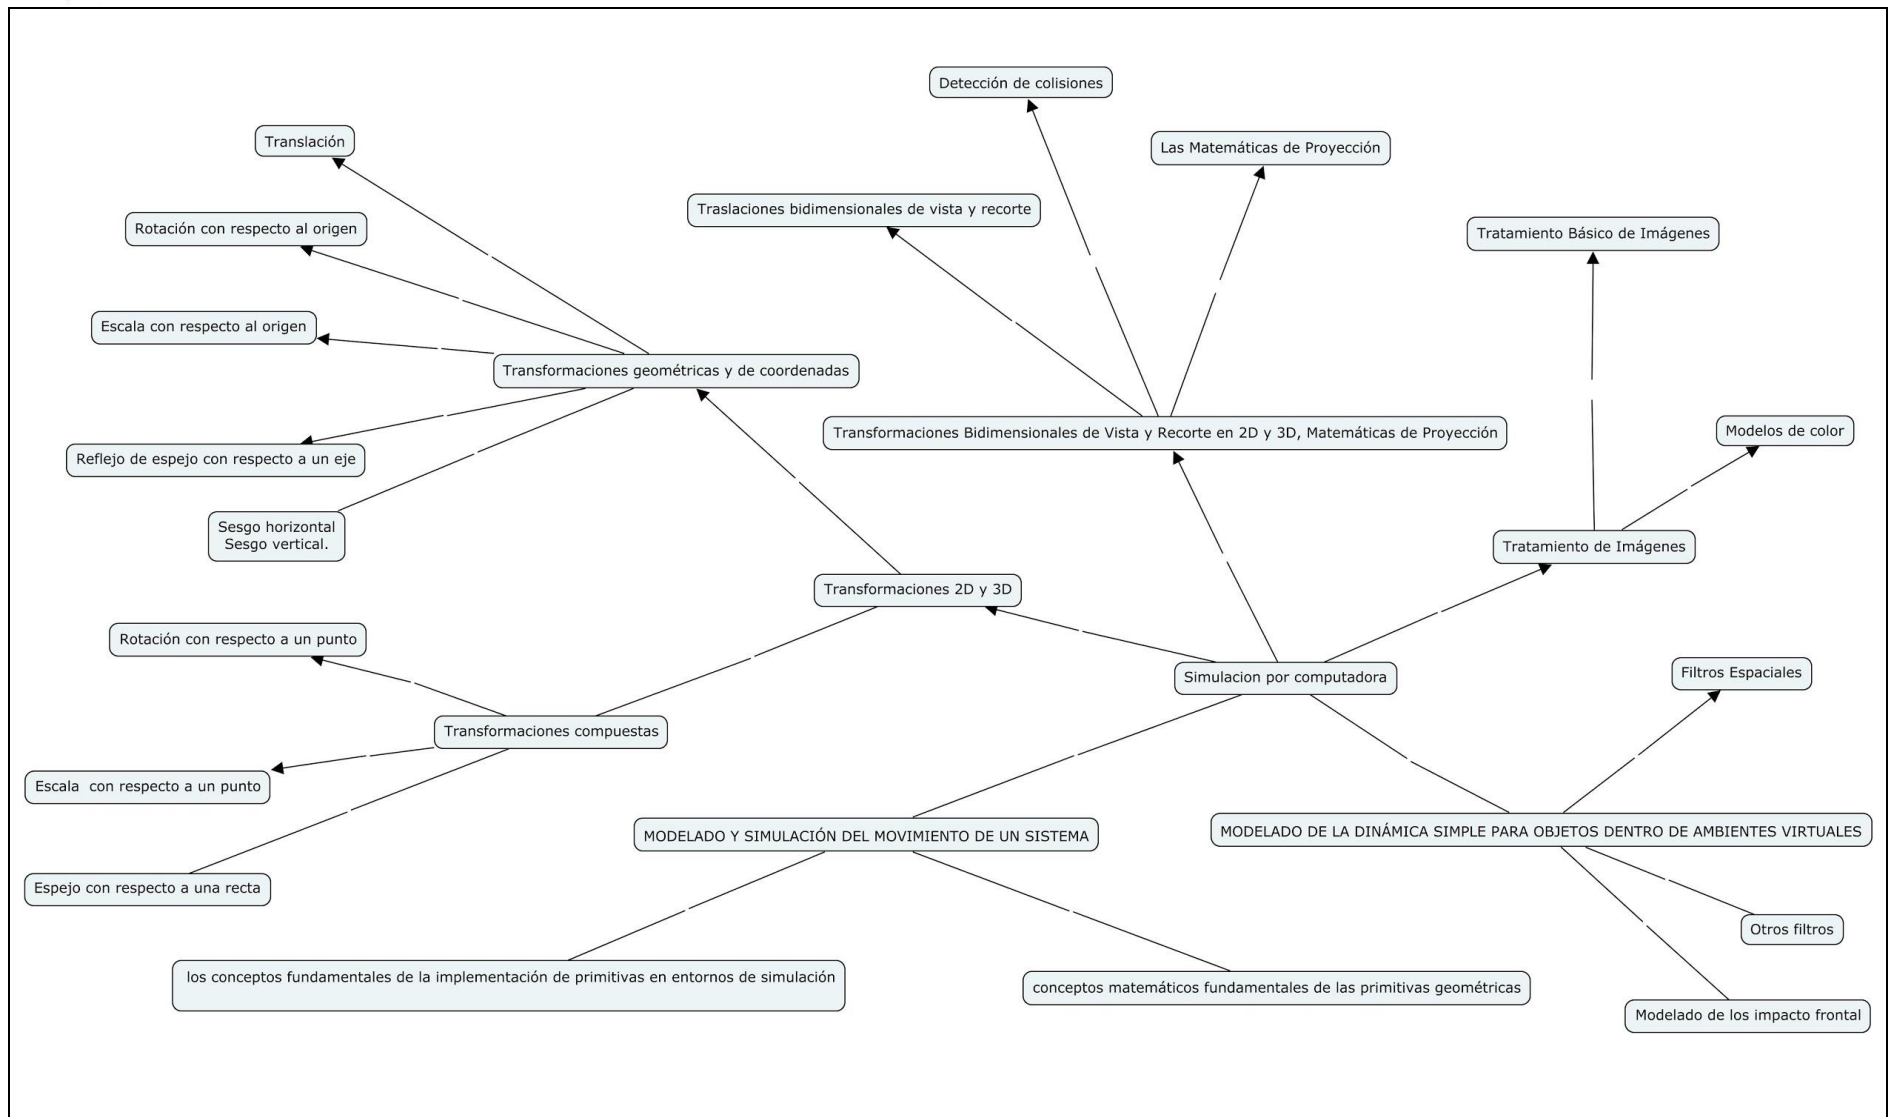 Detección de colisiones
Translación
Las Matemáticas de Proyección
Traslaciones bidimensionales de vista y recorte
Rotación con respecto al origen
Tratamiento Básico de Imágenes
Escala con respecto al origen
Transformaciones geométricas y de coordenadas
Transformaciones Bidimensionales de Vista y Recorte en 2D y 3D, Matemáticas de Proyección
Modelos de color
Reflejo de espejo con respecto a un eje
Sesgo horizontal
Sesgo vertical.
Tratamiento de Imágenes
Transformaciones 2D y 3D
Rotación con respecto a un punto
Simulacion por computadora
Filtros Espaciales
Transformaciones compuestas
Escala  con respecto a un punto
MODELADO Y SIMULACIÓN DEL MOVIMIENTO DE UN SISTEMA
MODELADO DE LA DINÁMICA SIMPLE PARA OBJETOS DENTRO DE AMBIENTES VIRTUALES
Espejo con respecto a una recta
Otros filtros
los conceptos fundamentales de la implementación de primitivas en entornos de simulación
conceptos matemáticos fundamentales de las primitivas geométricas
Modelado de los impacto frontal